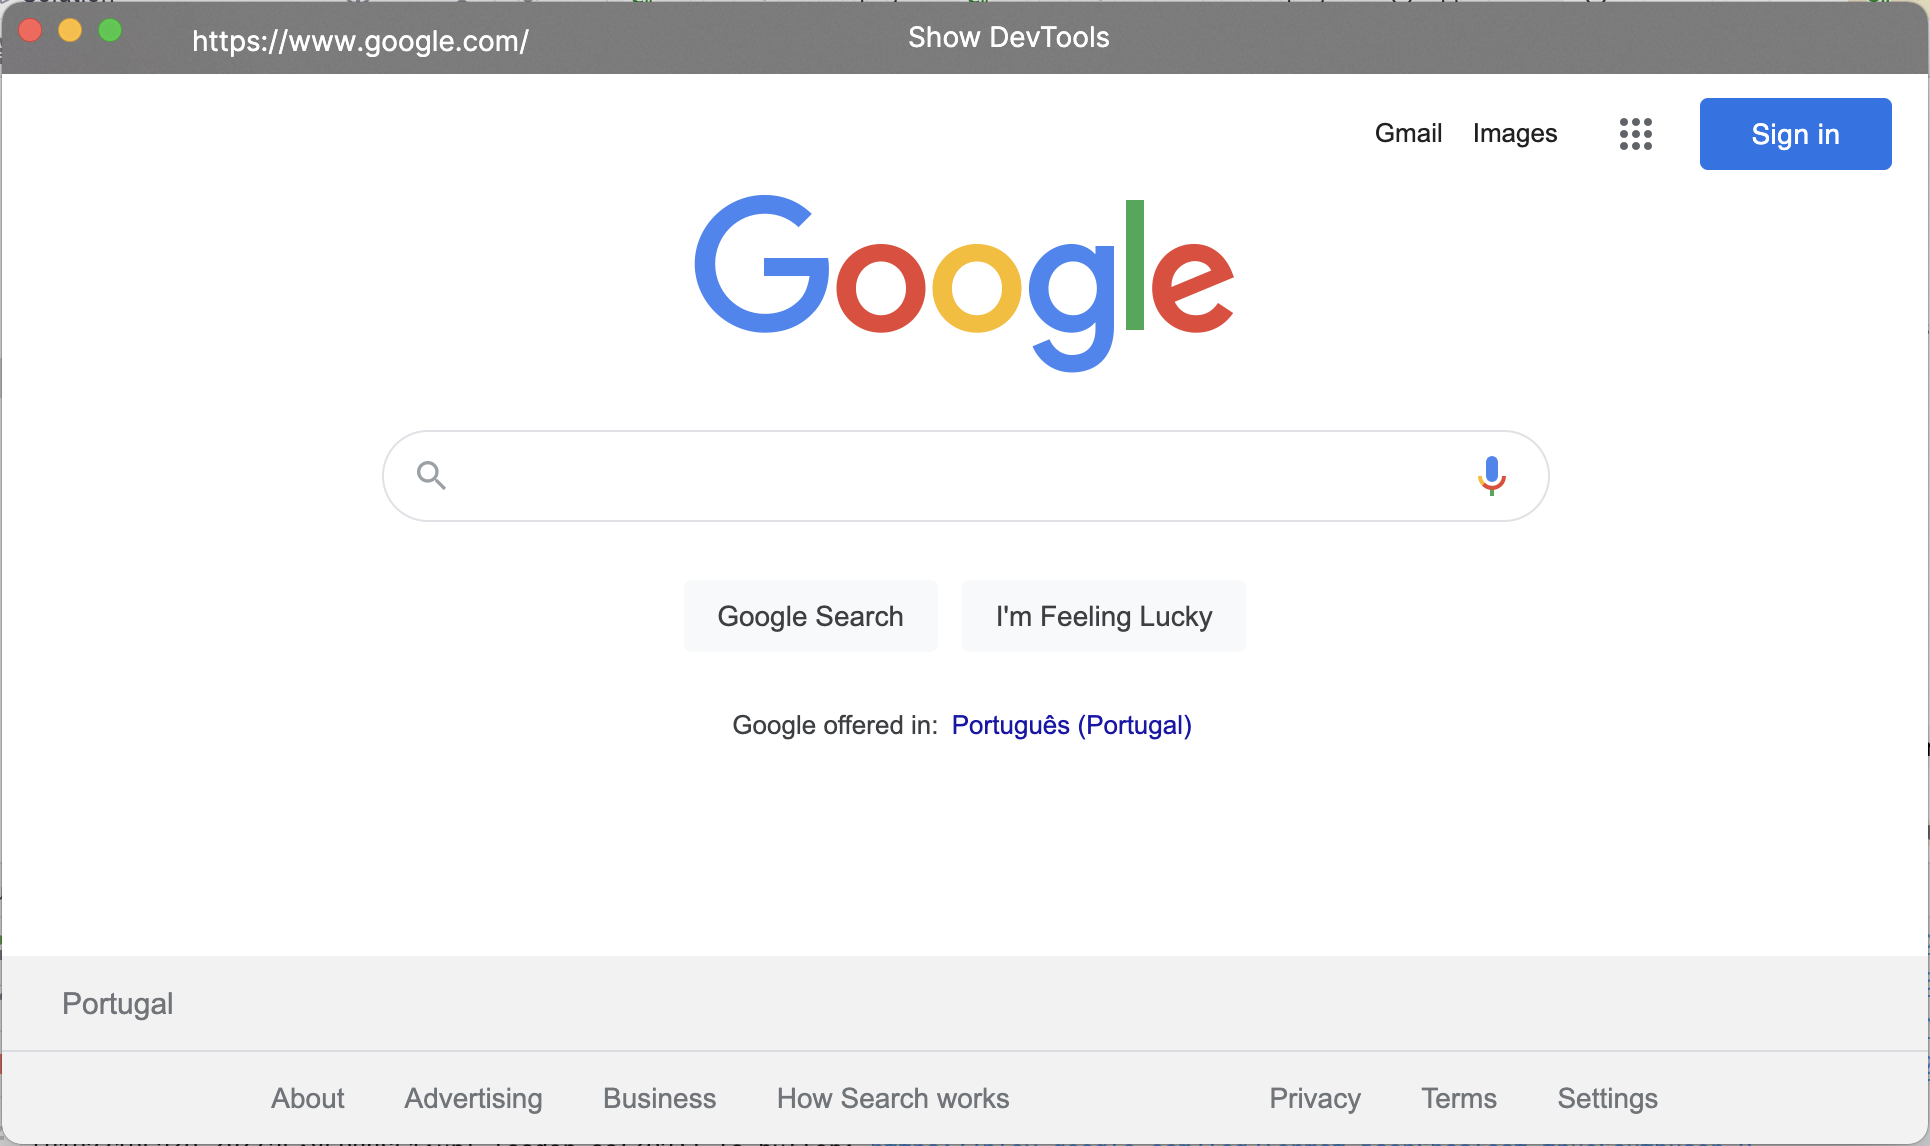 https://www.google.com/ Show DevTools
Gmail Images Sign in
Google
Google Search I'm Feeling Lucky
Google offered in: Português (Portugal)
Portugal
About Advertising Business How Search works Privacy Terms Settings